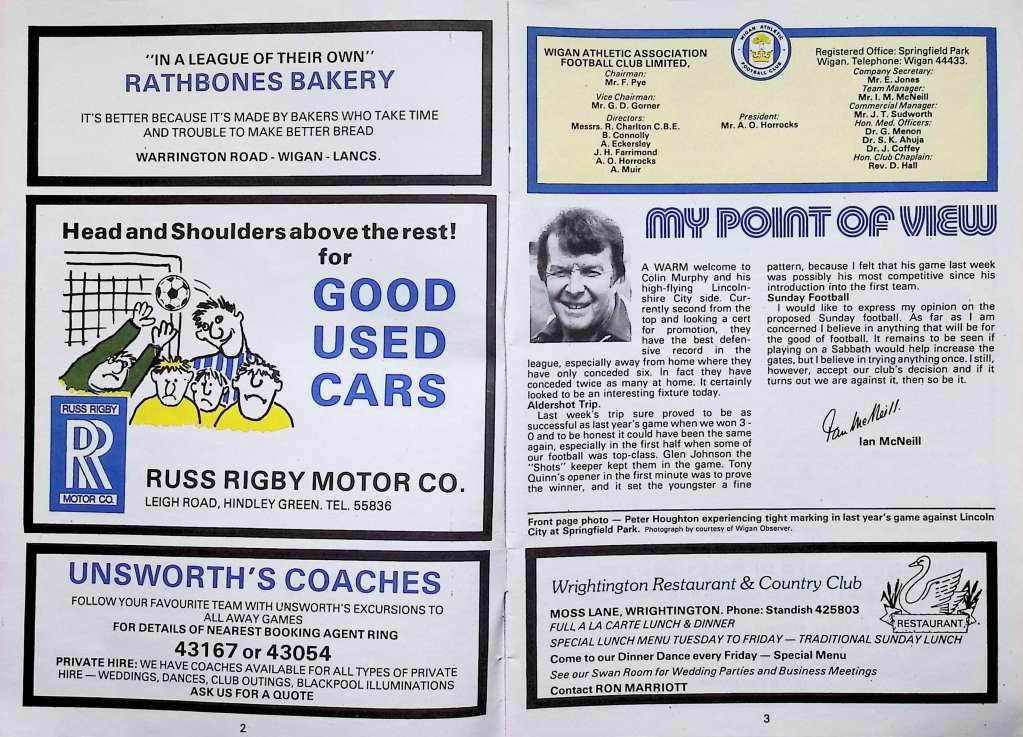 "IN A LEAGUE OF THEIR OWN"
RATHBONES BAKERY
IT'S BETTER BECAUSE IT'S MADE BY BAKERS WHO TAKE TIME
AND TROUBLE TO MAKE BETTER BREAD
WARRINGTON ROAD - WIGAN - LANCS.
Head and Shoulders above the rest!
for
GOOD
USED
CARS
RUSS RIGBY
RR
MOTOR CO.
RUSS RIGBY MOTOR CO.
LEIGH ROAD, HINDLEY GREEN. TEL. 55836
UNSWORTH'S COACHES
FOLLOW YOUR FAVOURITE TEAM WITH UNSWORTH'S EXCURSIONS TO
ALL AWAY GAMES
FOR DETAILS OF NEAREST BOOKING AGENT RING
43167 or 43054
PRIVATE HIRE: WE HAVE COACHES AVAILABLE FOR ALL TYPES OF PRIVATE
HIRE — WEDDINGS, DANCES, CLUB OUTINGS, BLACKPOOL ILLUMINATIONS
ASK US FOR A QUOTE
2
WIGAN ATHLETIC ASSOCIATION
FOOTBALL CLUB LIMITED,
Chairman:
Mr. F. Pye
Vice Chairman:
Mr. G. D. Gorner
Directors:
Messrs. R. Charlton C.B.E.
B. Connolly
A. Eckersley
J. H. Farrimond
A. O. Horrocks
A. Muir
WIGAN ATHLETIC
FOOTBALL CLUB
President:
Mr. A. O. Horrocks
Registered Office: Springfield Park
Wigan. Telephone: Wigan 44433.
Company Secretary:
Mr. E. Jones
Team Manager:
Mr. I. M. McNeill
Commercial Manager:
Mr. J. T. Sudworth
Hon. Med. Officers:
Dr. G. Menon
Dr. S. K. Ahuja
Dr. J. Coffey
Hon. Club Chaplain:
Rev. D. Hall
MY POINT OF VIEW
A WARM welcome to
Colin Murphy and his
high-flying Lincoln-
shire City side. Cur-
rently second from the
top and looking a cert
for promotion, they
have the best defen-
sive record in the
league, especially away from home where they
have only conceded six. In fact they have
conceded twice as many at home. It certainly
looked to be an interesting fixture today.
Aldershot Trip.
Last week's trip sure proved to be as
successful as last year's game when we won 3 -
0 and to be honest it could have been the same
again, especially in the first half when some of
our football was top-class. Glen Johnson the
"Shots" keeper kept them in the game. Tony
Quinn's opener in the first minute was to prove
the winner, and it set the youngster a fine
pattern, because I felt that his game last week
was possibly his most competitive since his
introduction into the first team.
Sunday Football
I would like to express my opinion on the
proposed Sunday football. As far as I am
concerned I believe in anything that will be for
the good of football. It remains to be seen if
playing on a Sabbath would help increase the
gates, but I believe in trying anything once. I still,
however, accept our club's decision and if it
turns out we are against it, then so be it.
Ian McNeill.
Ian McNeill
Front page photo — Peter Houghton experiencing tight marking in last year's game against Lincoln
City at Springfield Park. Photograph by courtesy of Wigan Observer.
Wrightington Restaurant & Country Club
MOSS LANE, WRIGHTINGTON. Phone: Standish 425803
FULL A LA CARTE LUNCH & DINNER
SPECIAL LUNCH MENU TUESDAY TO FRIDAY — TRADITIONAL SUNDAY LUNCH
Come to our Dinner Dance every Friday — Special Menu
See our Swan Room for Wedding Parties and Business Meetings
Contact RON MARRIOTT
RESTAURANT
3